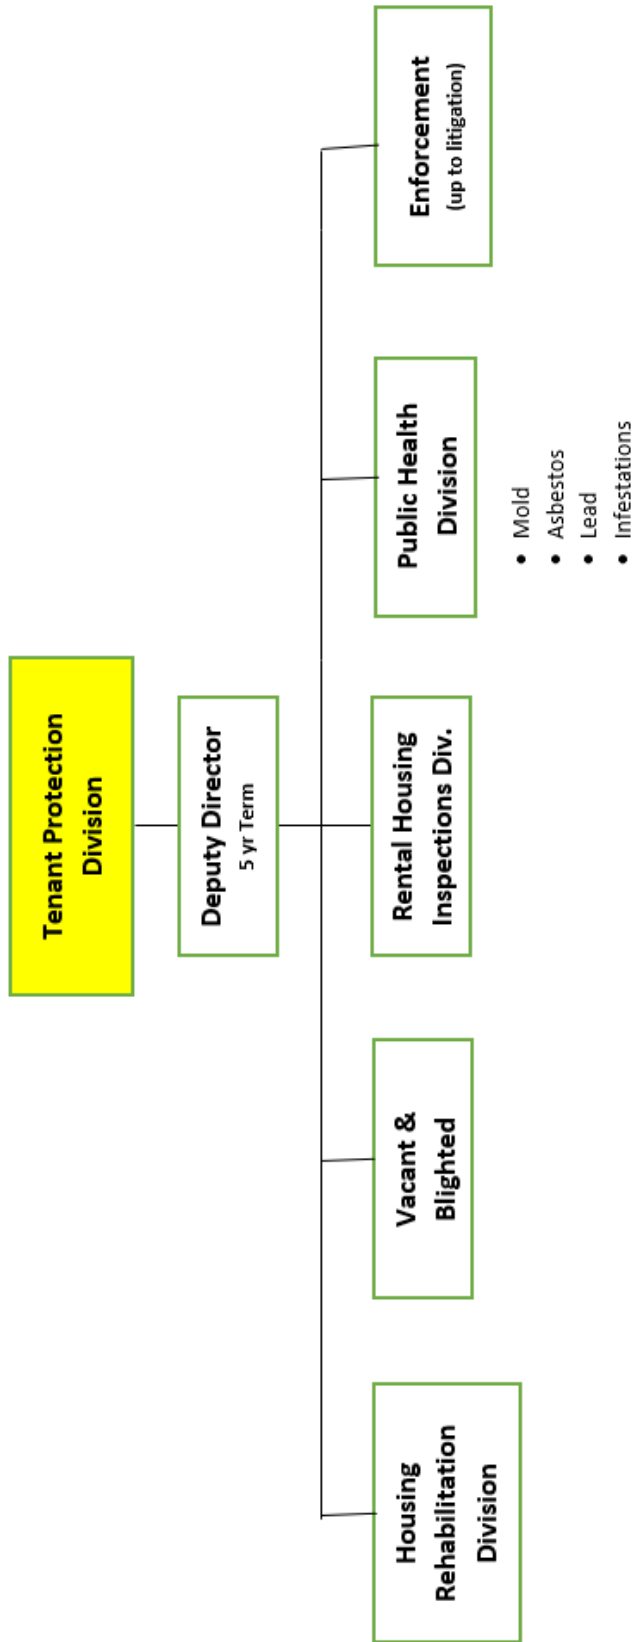 Tenant Protection
Division
Deputy Director
5 yr Term
Housing
Rehabilitation
Division
Vacant &
Blighted
Rental Housing
Inspections Div.
Public Health
Division
• Mold
• Asbestos
• Lead
• Infestations
Enforcement
(up to litigation)